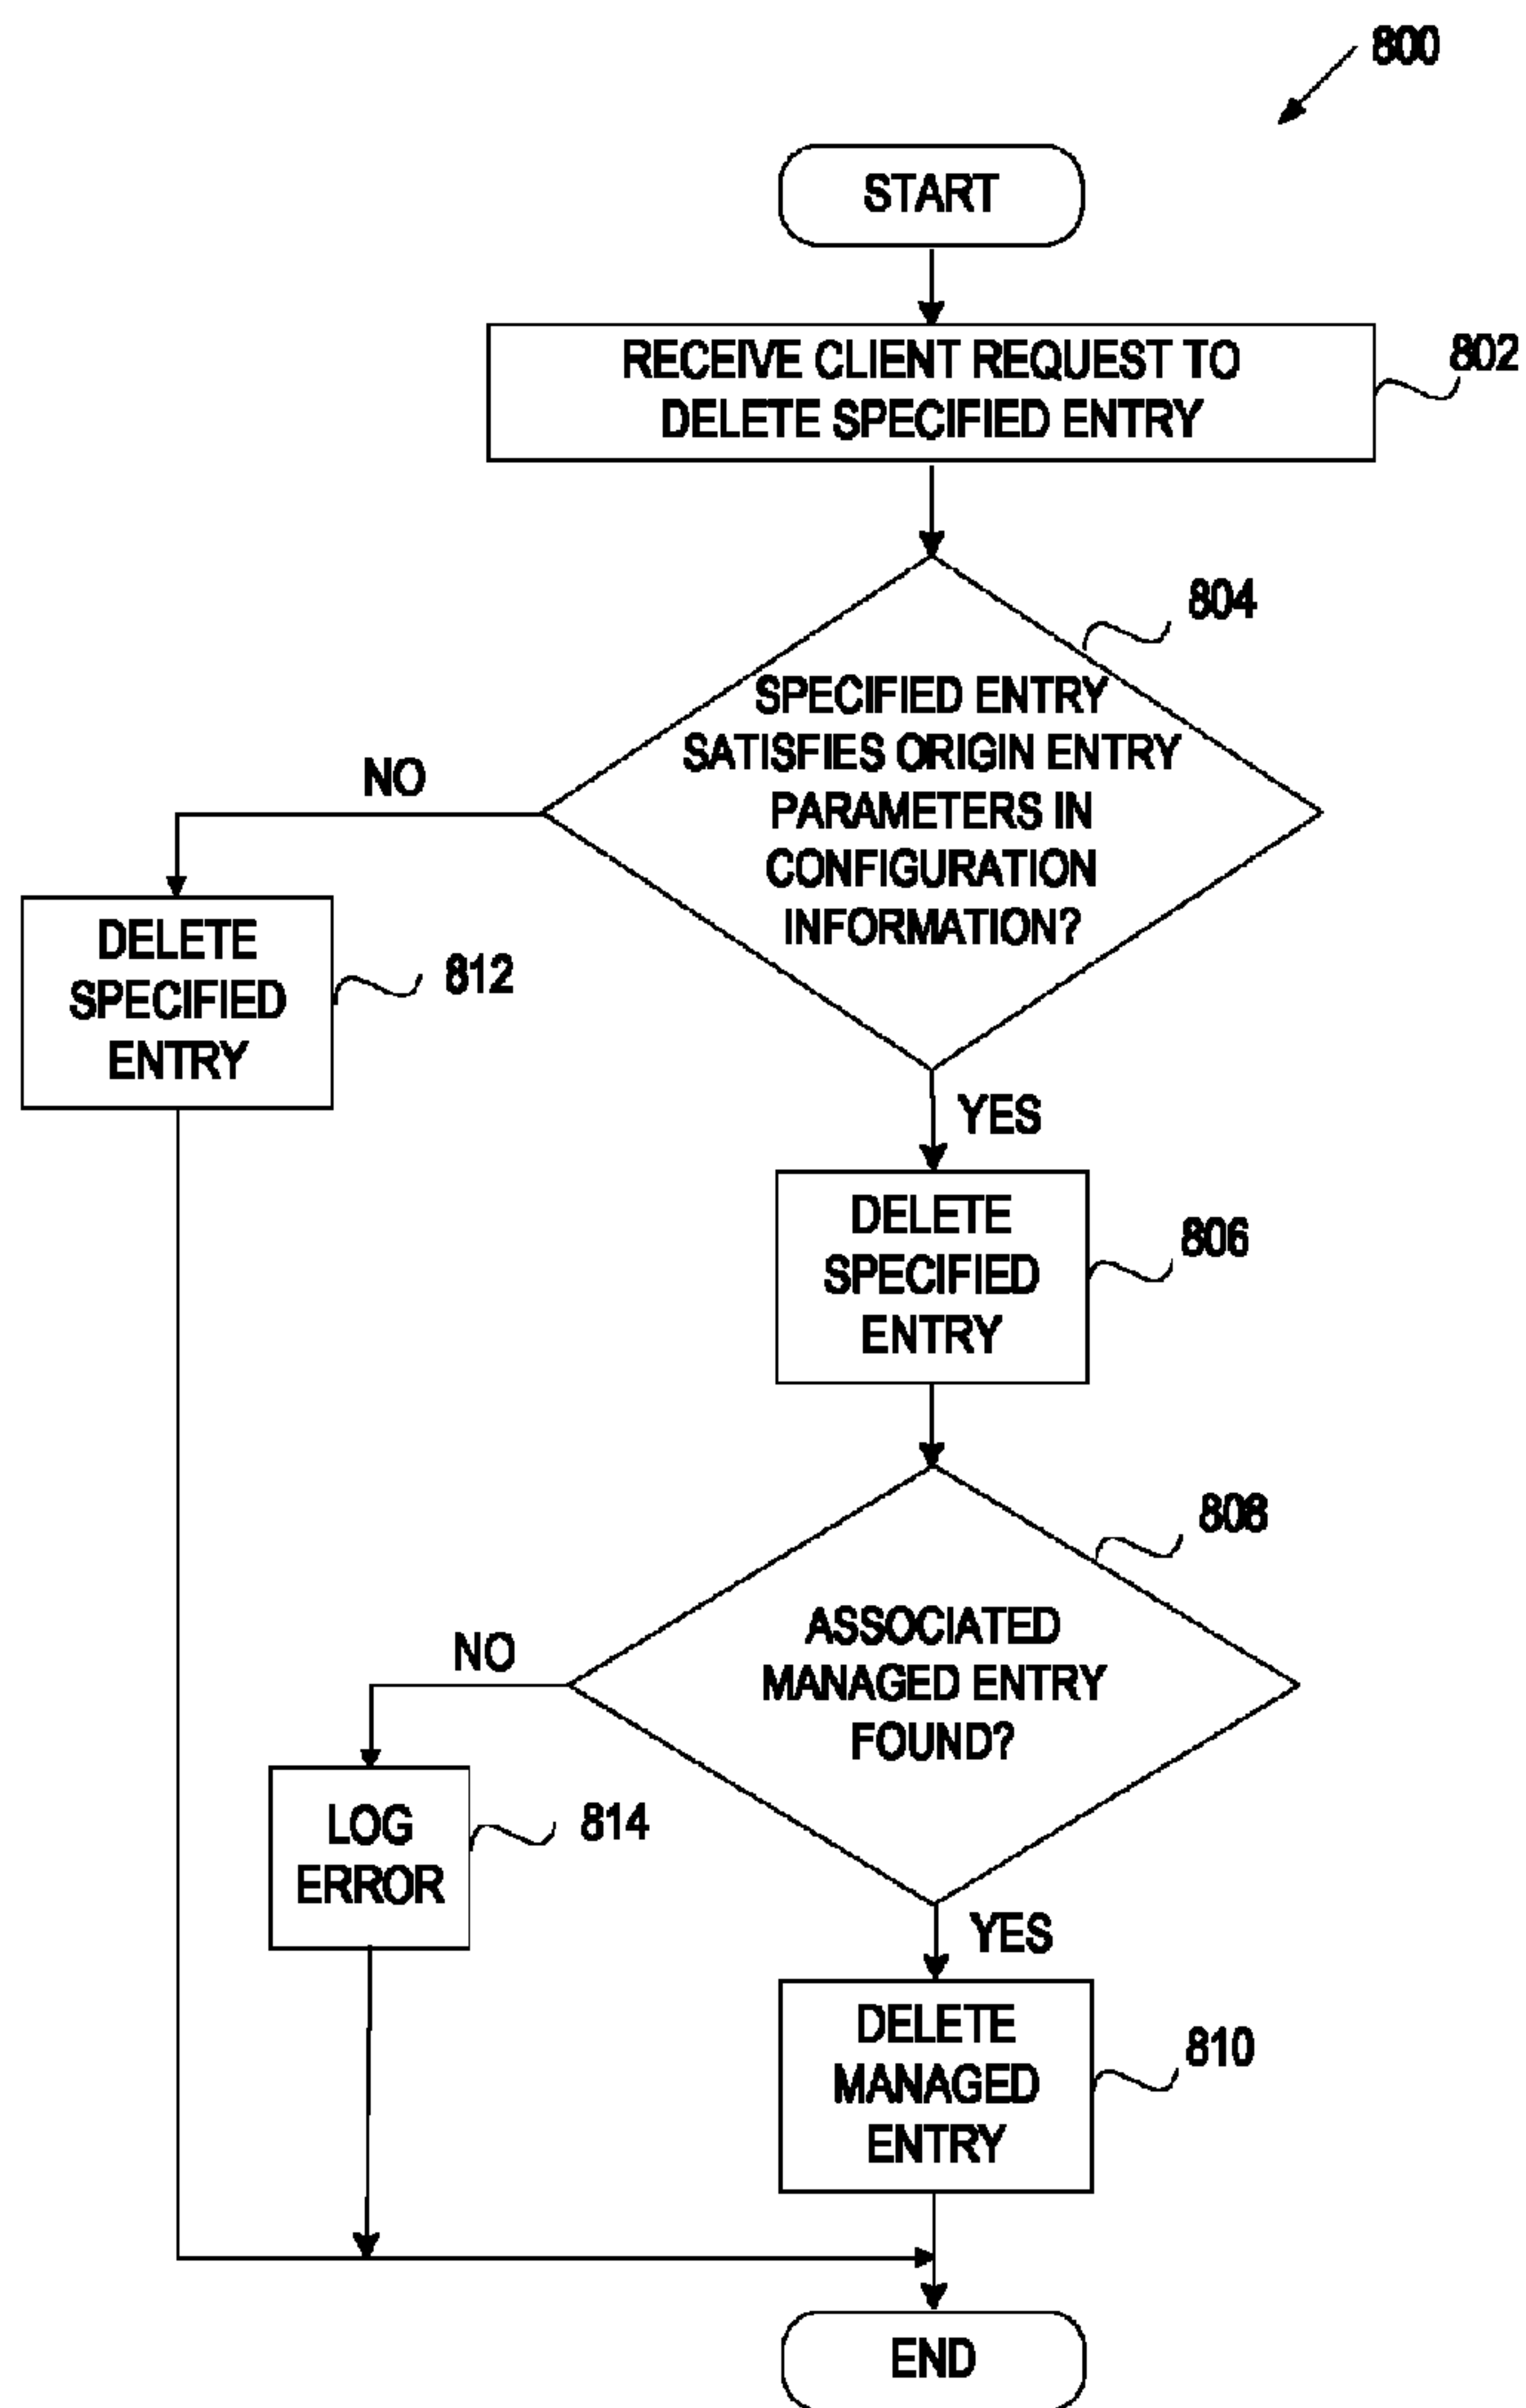 800
START
RECEIVE CLIENT REQUEST TO
DELETE SPECIFIED ENTRY
802
804
SPECIFIED ENTRY
SATISFIES ORIGIN ENTRY
PARAMETERS IN
CONFIGURATION
INFORMATION?
NO
DELETE
SPECIFIED
ENTRY
812
YES
DELETE
SPECIFIED
ENTRY
806
808
ASSOCIATED
MANAGED ENTRY
FOUND?
NO
LOG
ERROR
814
YES
DELETE
MANAGED
ENTRY
810
END